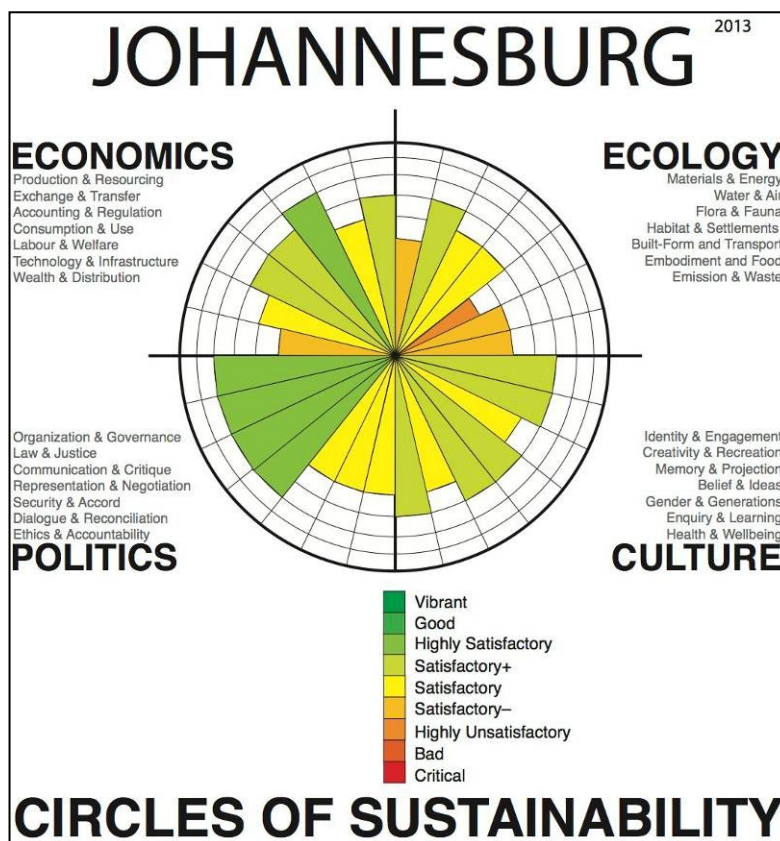 JOHANNESBURG
2013
ECONOMICS
Production & Resourcing
Exchange & Transfer
Accounting & Regulation
Consumption & Use
Labour & Welfare
Technology & Infrastructure
Wealth & Distribution
ECOLOGY
Materials & Energy
Water & Air
Flora & Fauna
Habitat & Settlements
Built-Form and Transport
Embodiment and Food
Emission & Waste
Organization & Governance
Law & Justice
Communication & Critique
Representation & Negotiation
Security & Accord
Dialogue & Reconciliation
Ethics & Accountability
POLITICS
Identity & Engagement
Creativity & Recreation
Memory & Projection
Belief & Ideas
Gender & Generations
Enquiry & Learning
Health & Wellbeing
CULTURE
Vibrant
Good
Highly Satisfactory
Satisfactory+
Satisfactory
Satisfactory–
Highly Unsatisfactory
Bad
Critical
CIRCLES OF SUSTAINABILITY